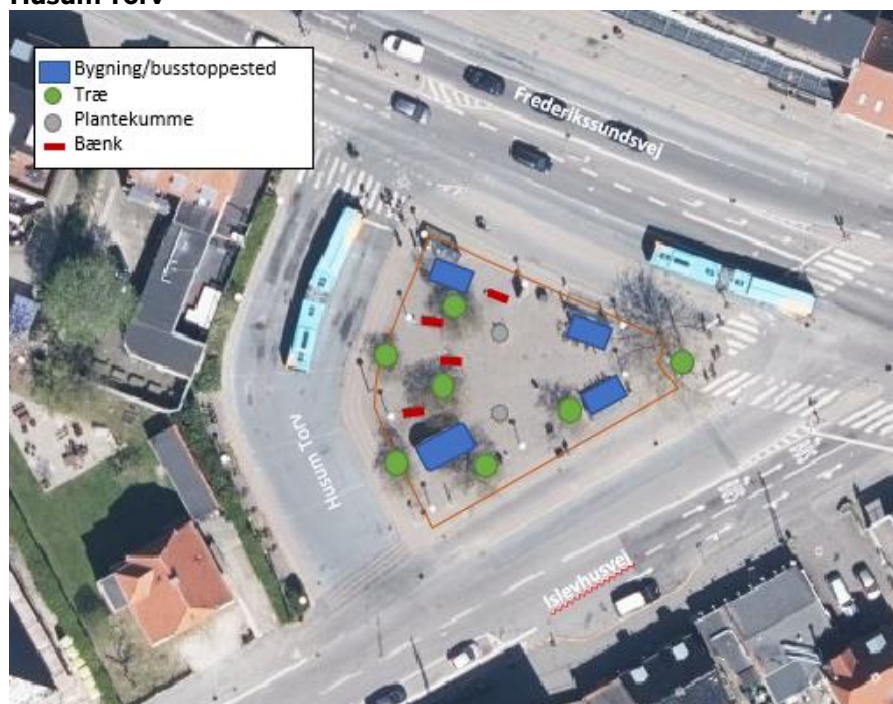 Husum Torv
Bygning/busstoppested
Træ
Plantekumme
Bænk
Frederikssundsvej
Husum Torv
Islevhusvej